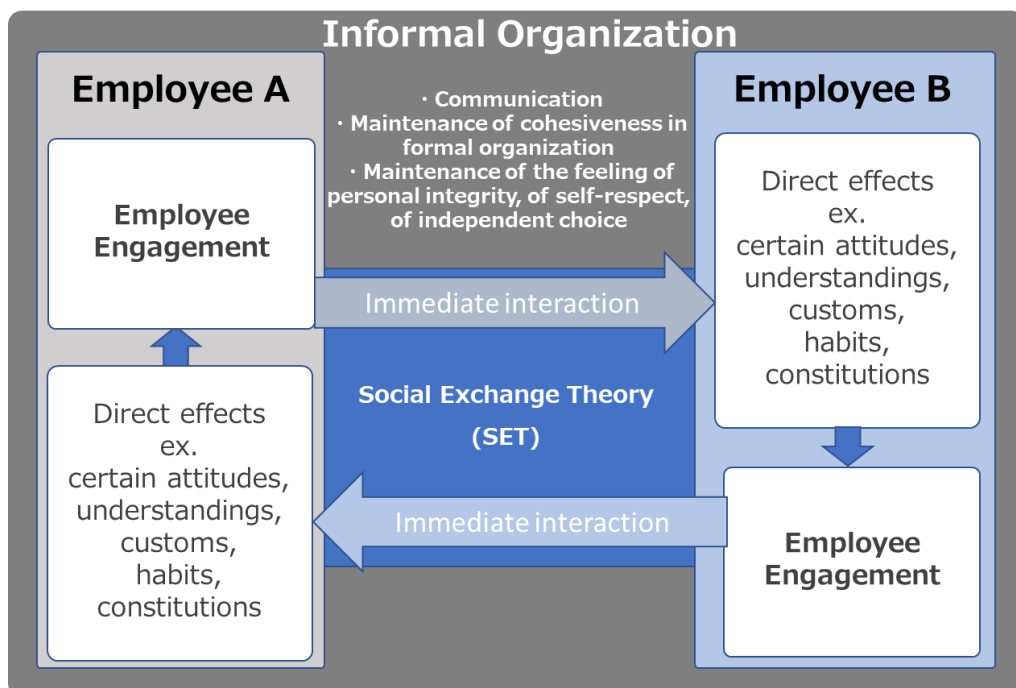 Informal Organization
Employee A
Employee
Engagement
Direct effects
ex.
certain attitudes,
understandings,
customs,
habits,
constitutions
・Communication
・Maintenance of cohesiveness in
formal organization
・Maintenance of the feeling of
personal integrity, of self-respect,
of independent choice
Immediate interaction
Social Exchange Theory
(SET)
Immediate interaction
Employee B
Direct effects
ex.
certain attitudes,
understandings,
customs,
habits,
constitutions
Employee
Engagement